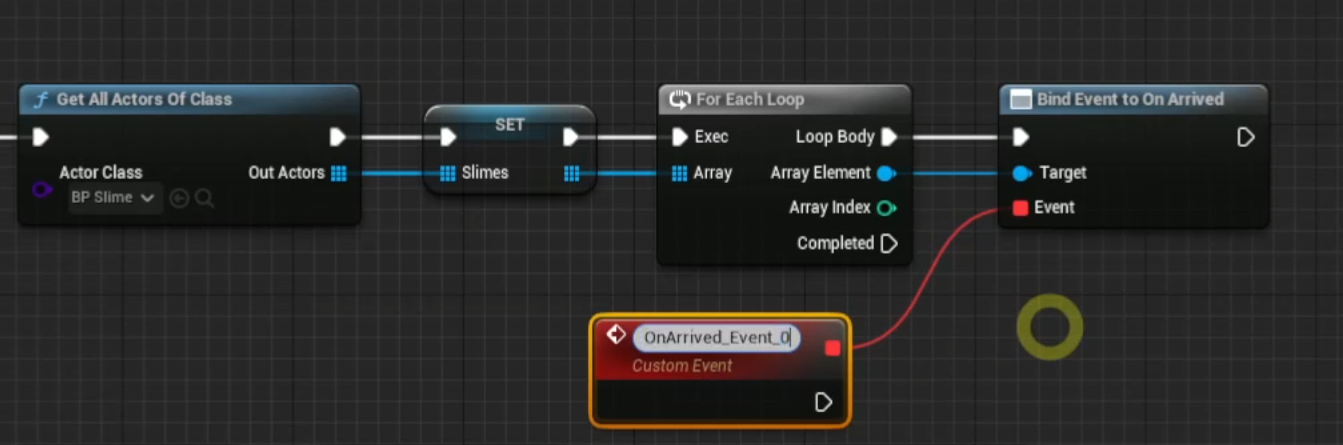 Get All Actors Of Class
SET
For Each Loop
Bind Event to On Arrived
Exec
Loop Body
Actor Class
BP Slime
Out Actors
Slimes
Array
Array Element
Target
Array Index
Event
Completed
OnArrived_Event_0
Custom Event